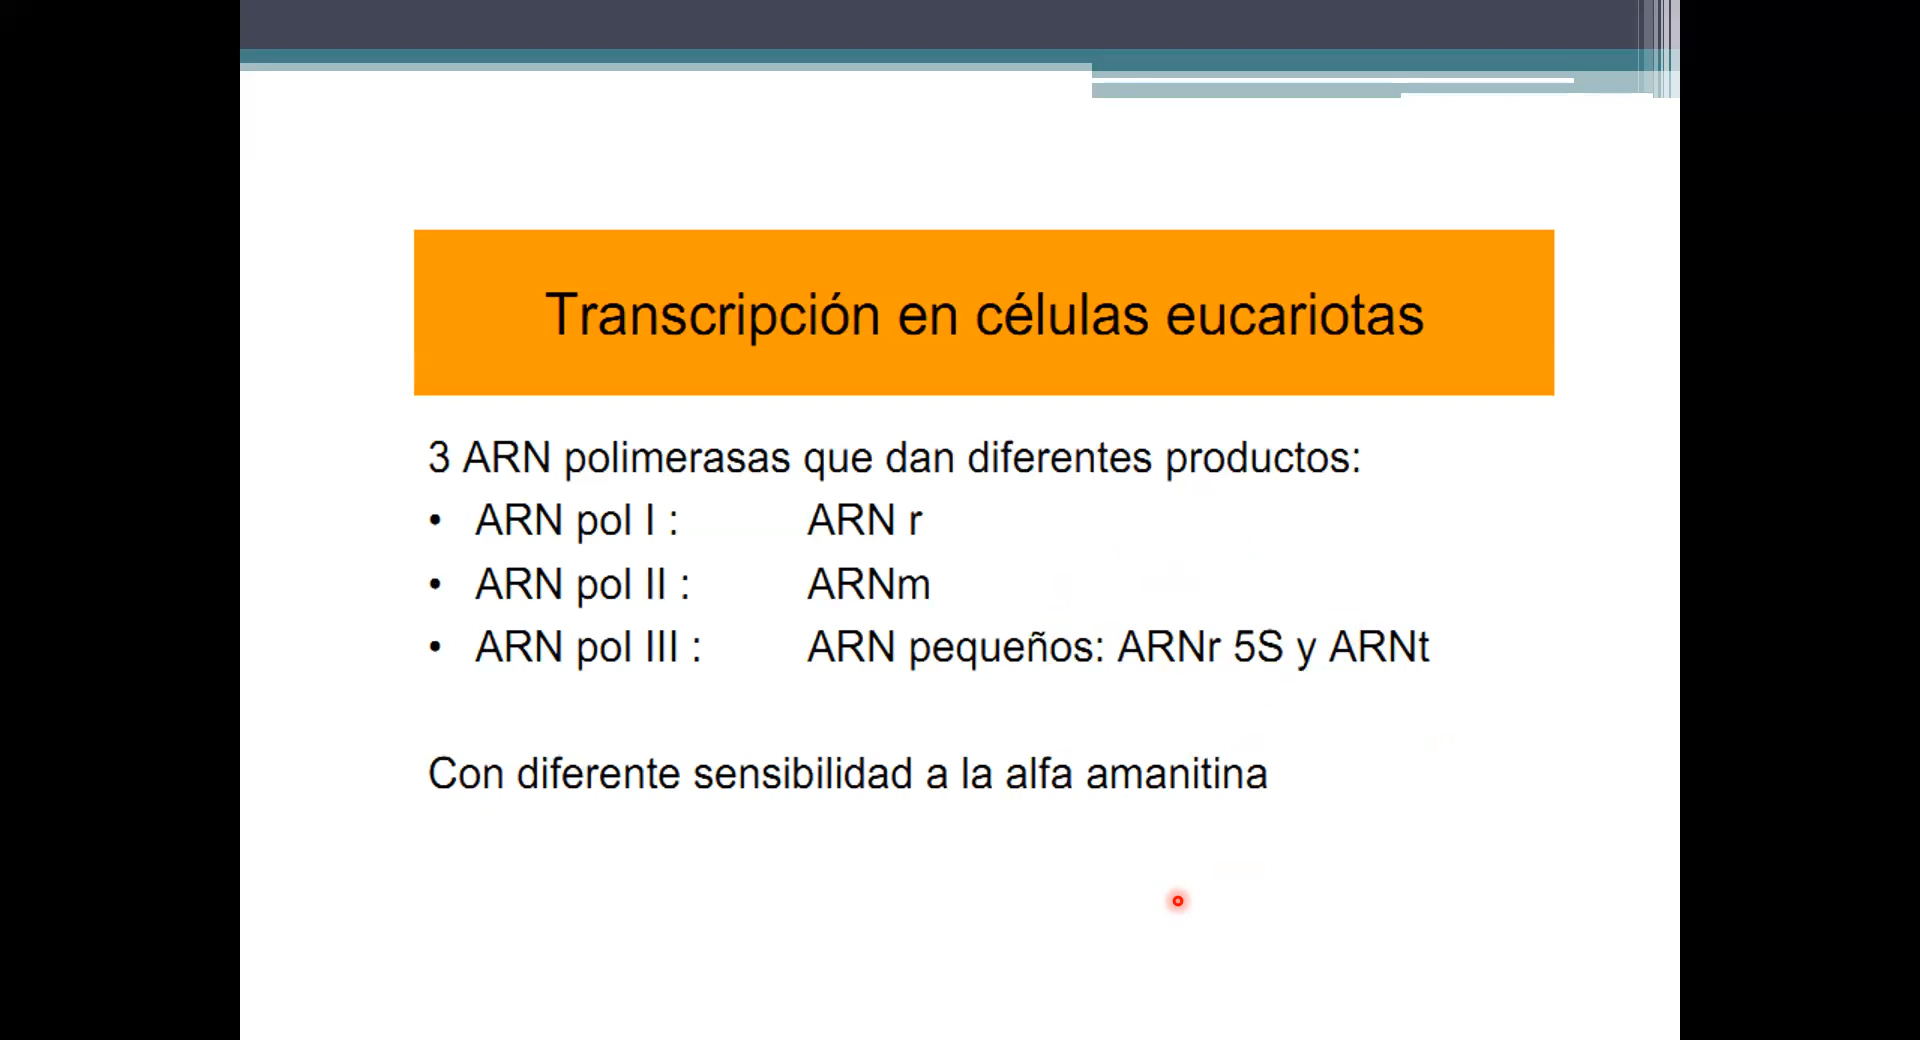 Transcripción en células eucariotas
3 ARN polimerasas que dan diferentes productos:
• ARN pol I : ARN r
• ARN pol II : ARNm
• ARN pol III : ARN pequeños: ARNr 5S y ARNt
Con diferente sensibilidad a la alfa amanitina